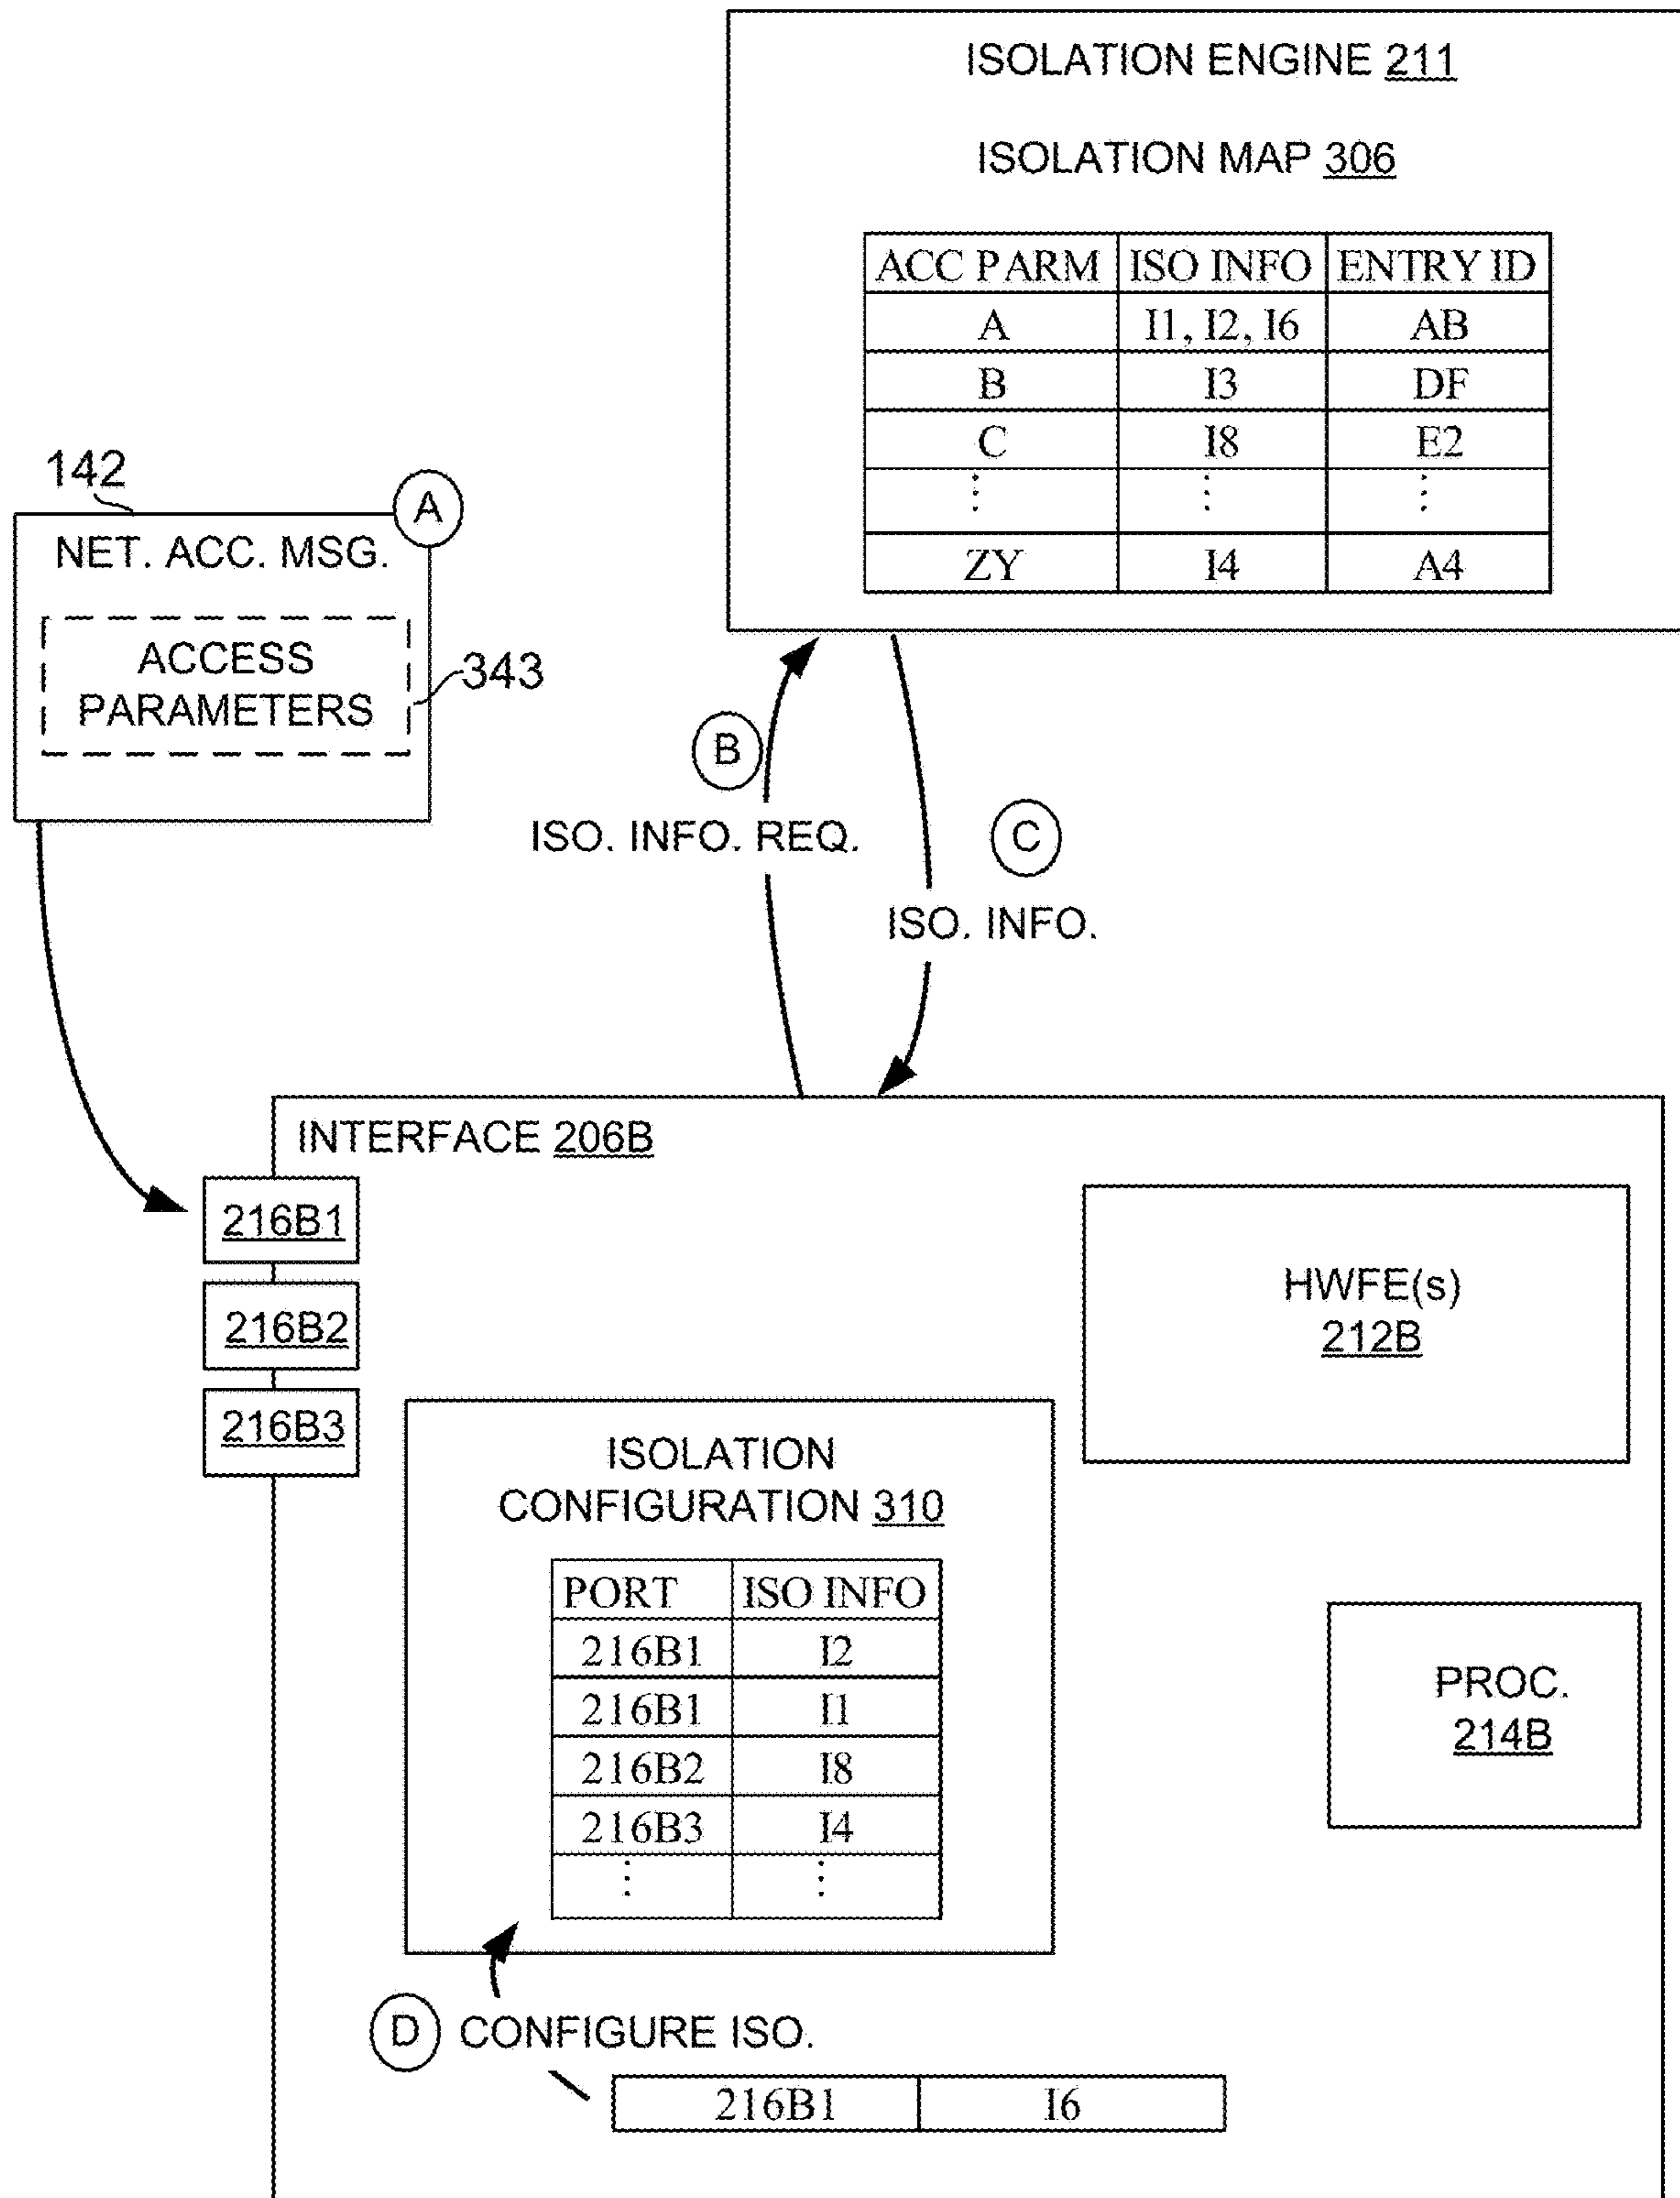 ISOLATION ENGINE 211
ISOLATION MAP 306
ACC PARM ISO INFO ENTRY ID
A I1, I2, I6 AB
B I3 DF
C I8 E2
⋮ ⋮ ⋮
ZY I4 A4
142
A
NET. ACC. MSG.
ACCESS
PARAMETERS
343
B
ISO. INFO. REQ.
C
ISO. INFO.
INTERFACE 206B
216B1
216B2
216B3
HWFE(s)
212B
ISOLATION
CONFIGURATION 310
PORT ISO INFO
216B1 I2
216B1 I1
216B2 I8
216B3 I4
⋮ ⋮
PROC.
214B
D CONFIGURE ISO.
216B1 I6